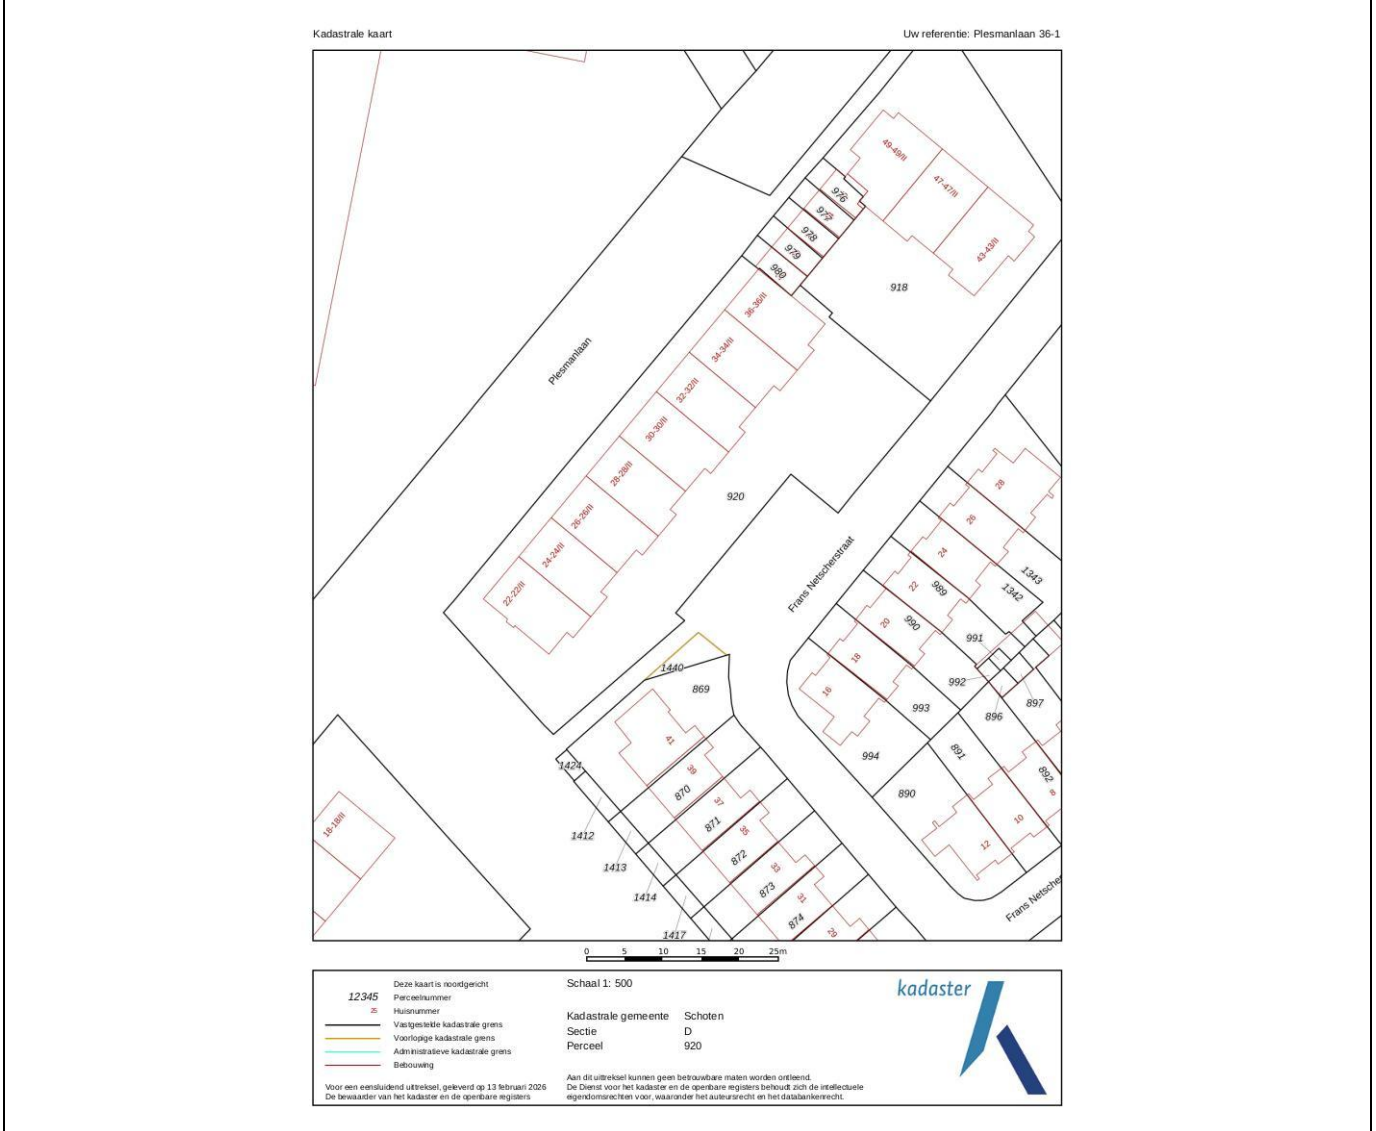 Kadastrale kaart
Uw referentie: Plesmanlaan 36-1
49-49/II
47-47/II
43-43/II
976
977
978
979
980
918
36-36/II
34-34/II
32-32/II
30-30/II
28-28/II
26-26/II
24-24/II
22-22/II
Plesmanlaan
920
Frans Netscherstraat
28
26
24
22
20
18
16
1343
1342
989
990
991
992
993
994
896
897
891
892
890
8
10
12
Frans Netscher
1440
869
41
39
37
35
33
31
29
870
871
872
873
874
1424
1412
1413
1414
1417
18-18/II
0 5 10 15 20 25m
Deze kaart is noordgericht
12345 Perceelnummer
25 Huisnummer
Vastgestelde kadastrale grens
Voorlopige kadastrale grens
Administratieve kadastrale grens
Bebouwing
Voor een eensluidend uittreksel, geleverd op 13 februari 2026
De bewaarder van het kadaster en de openbare registers
Schaal 1: 500
Kadastrale gemeente Schoten
Sectie D
Perceel 920
Aan dit uittreksel kunnen geen betrouwbare maten worden ontleend.
De Dienst voor het kadaster en de openbare registers behoudt zich de intellectuele
eigendomsrechten voor, waaronder het auteursrecht en het databankenrecht.
kadaster